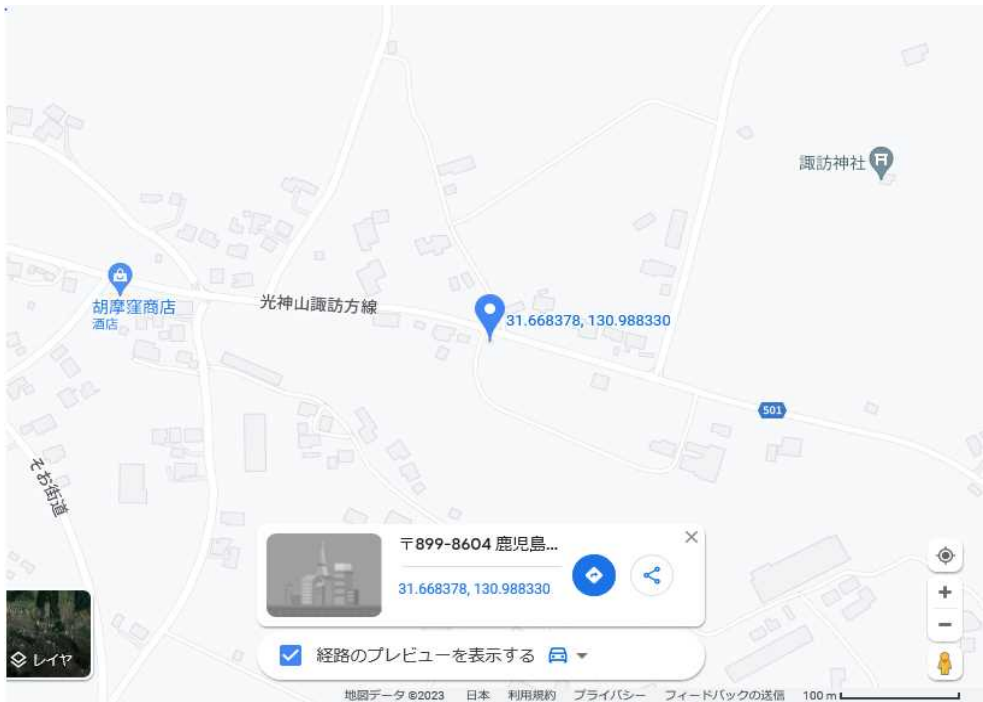 諏訪神社
胡摩窪商店
酒店
光神山諏訪方線
31.668378, 130.988330
501
そお街道
〒899-8604 鹿児島...
31.668378, 130.988330
レイヤ
経路のプレビューを表示する
地図データ ©2023 日本 利用規約 プライバシー フィードバックの送信 100 m